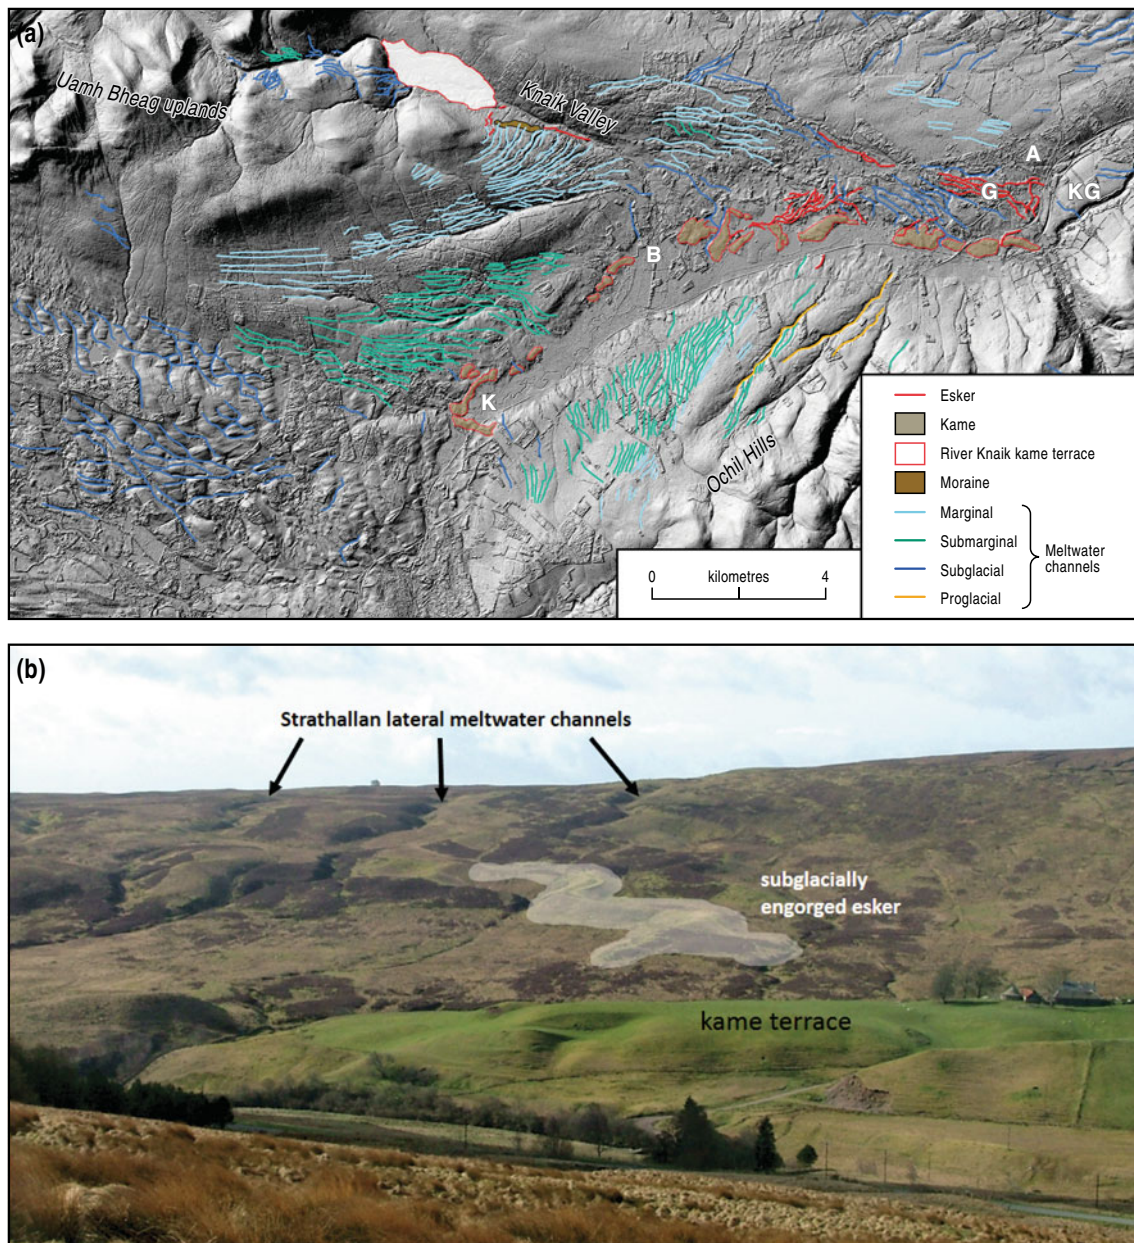 (a)
Uamh Bheag uplands
Knaik Valley
A
G
KG
B
K
Ochil Hills
Esker
Kame
River Knaik kame terrace
Moraine
Marginal
Submarginal
Subglacial
Proglacial
Meltwater
channels
0 kilometres 4
(b)
Strathallan lateral meltwater channels
subglacially
engorged esker
kame terrace